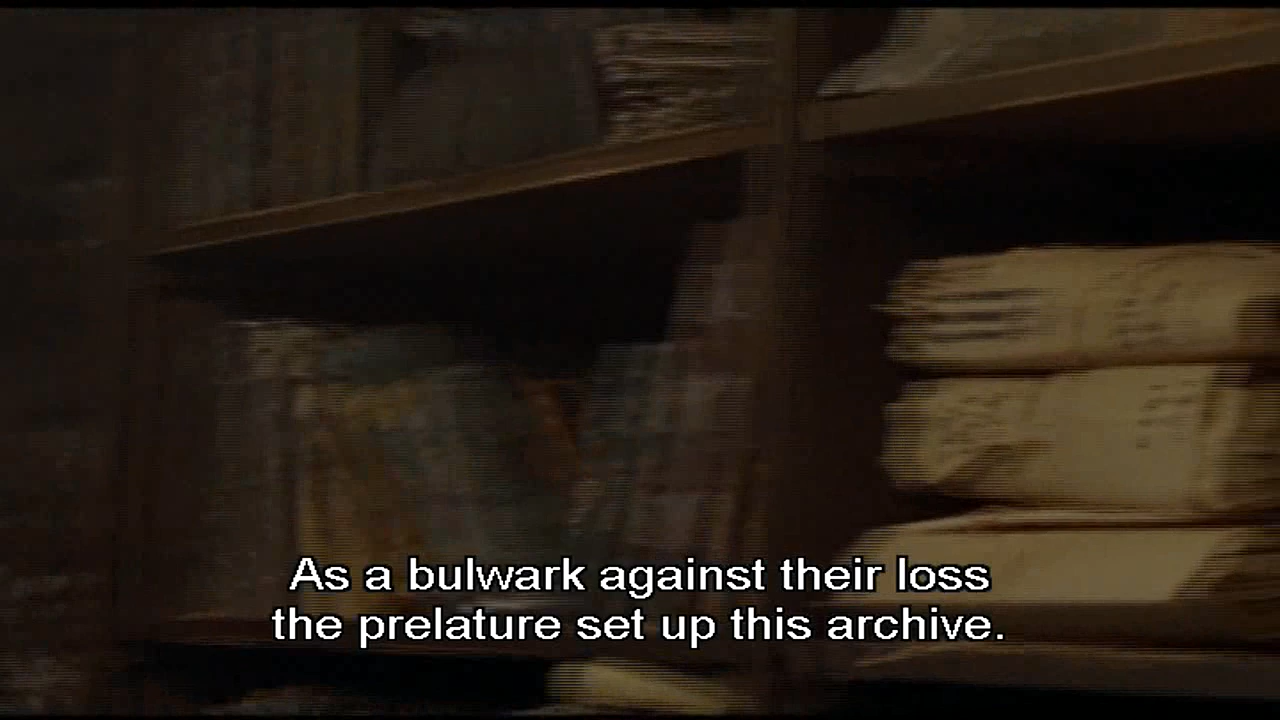 As a bulwark against their loss
the prelature set up this archive.